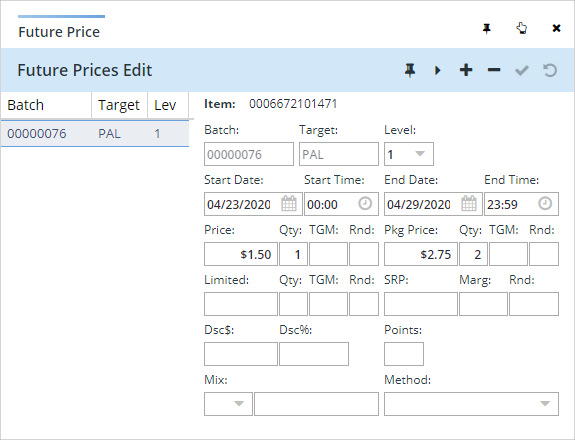 Future Price
Future Prices Edit
Batch Target Lev
00000076 PAL 1
Item: 0006672101471
Batch: Target: Level:
00000076 PAL 1
Start Date: Start Time: End Date: End Time:
04/23/2020 00:00 04/29/2020 23:59
Price: Qty: TGM: Rnd: Pkg Price: Qty: TGM: Rnd:
$1.50 1 $2.75 2
Limited: Qty: TGM: Rnd: SRP: Marg: Rnd:
Dsc$: Dsc%: Points:
Mix: Method: